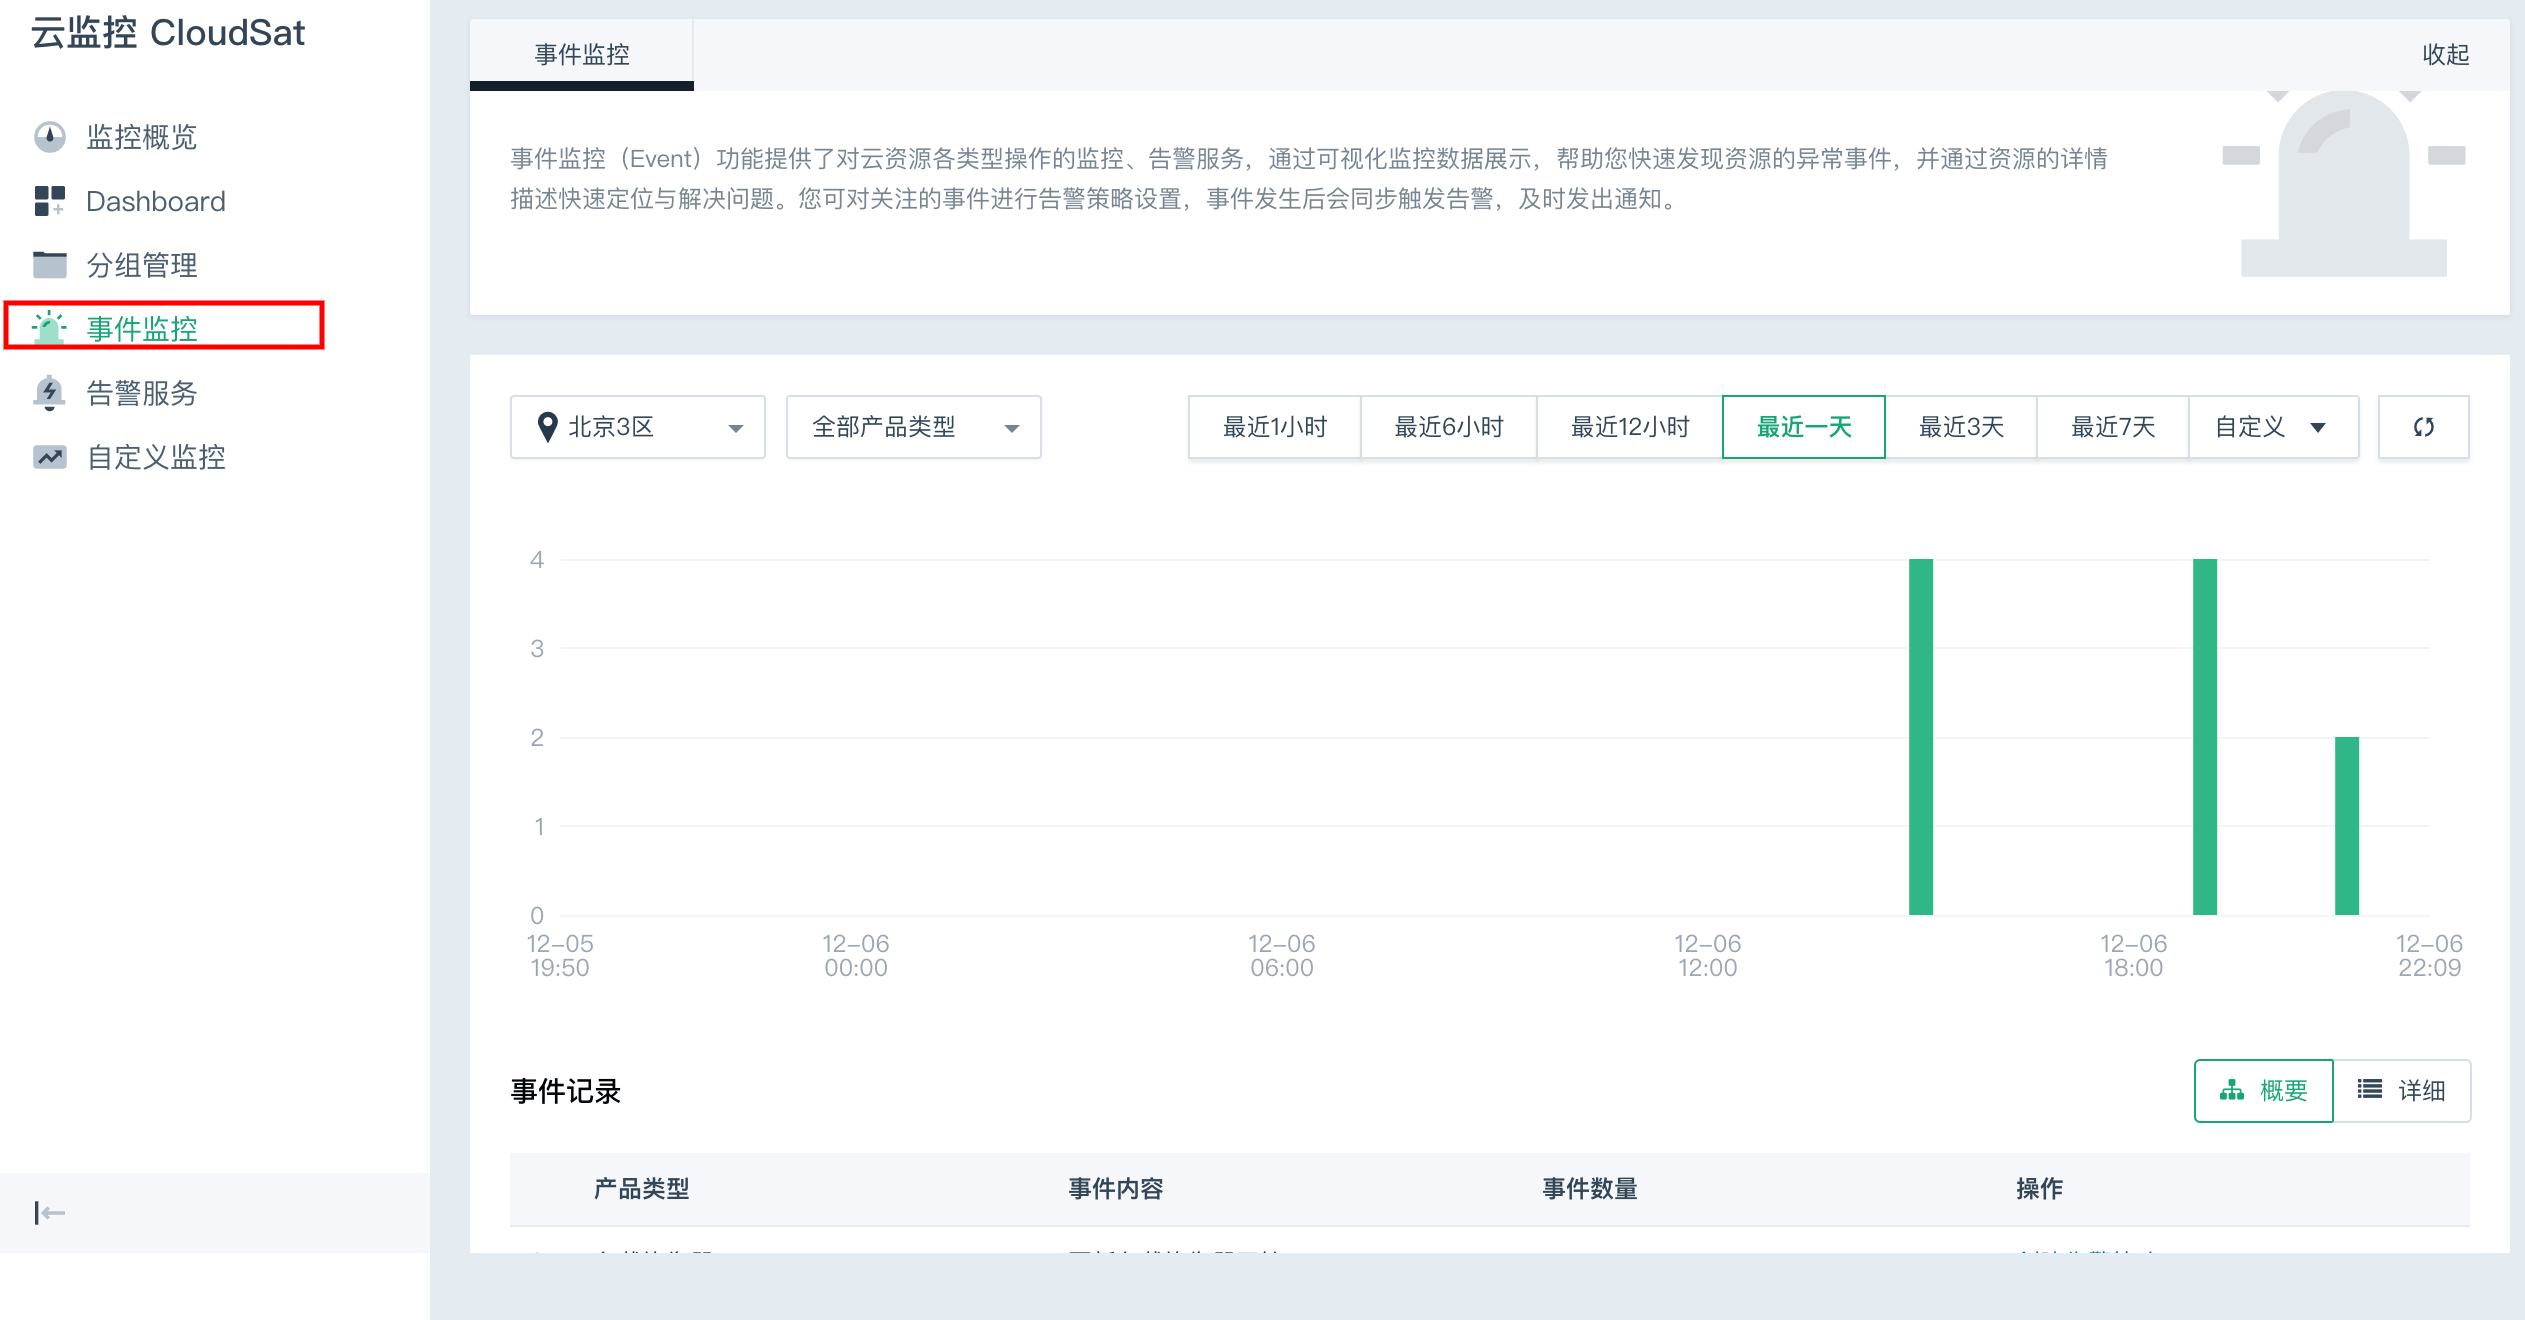 云监控 CloudSat
监控概览
Dashboard
分组管理
事件监控
告警服务
自定义监控
事件监控
收起
事件监控（Event）功能提供了对云资源各类型操作的监控、告警服务，通过可视化监控数据展示，帮助您快速发现资源的异常事件，并通过资源的详情
描述快速定位与解决问题。您可对关注的事件进行告警策略设置，事件发生后会同步触发告警，及时发出通知。
北京3区
全部产品类型
最近1小时
最近6小时
最近12小时
最近一天
最近3天
最近7天
自定义
4
3
2
1
0
12-05
19:50
12-06
00:00
12-06
06:00
12-06
12:00
12-06
18:00
12-06
22:09
事件记录
概要
详细
产品类型
事件内容
事件数量
操作